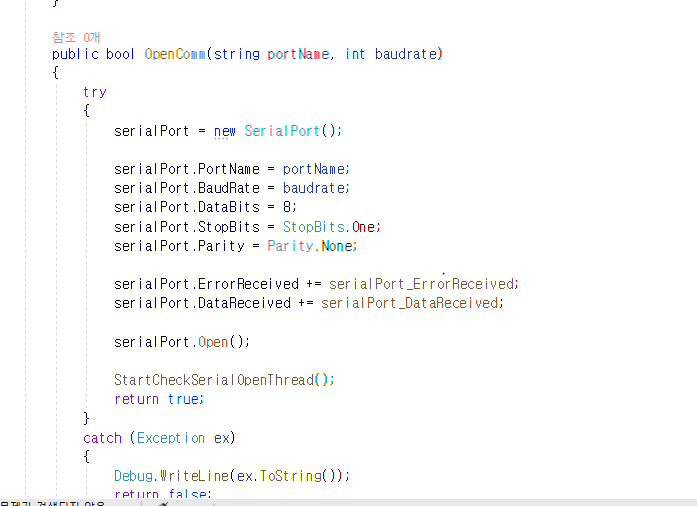 }
참조 0개
public bool OpenComm(string portName, int baudrate)
{
try
{
serialPort = new SerialPort();
serialPort.PortName = portName;
serialPort.BaudRate = baudrate;
serialPort.DataBits = 8;
serialPort.StopBits = StopBits.One;
serialPort.Parity = Parity.None;
serialPort.ErrorReceived += serialPort_ErrorReceived;
serialPort.DataReceived += serialPort_DataReceived;
serialPort.Open();
StartCheckSerialOpenThread();
return true;
}
catch (Exception ex)
{
Debug.WriteLine(ex.ToString());
return false;